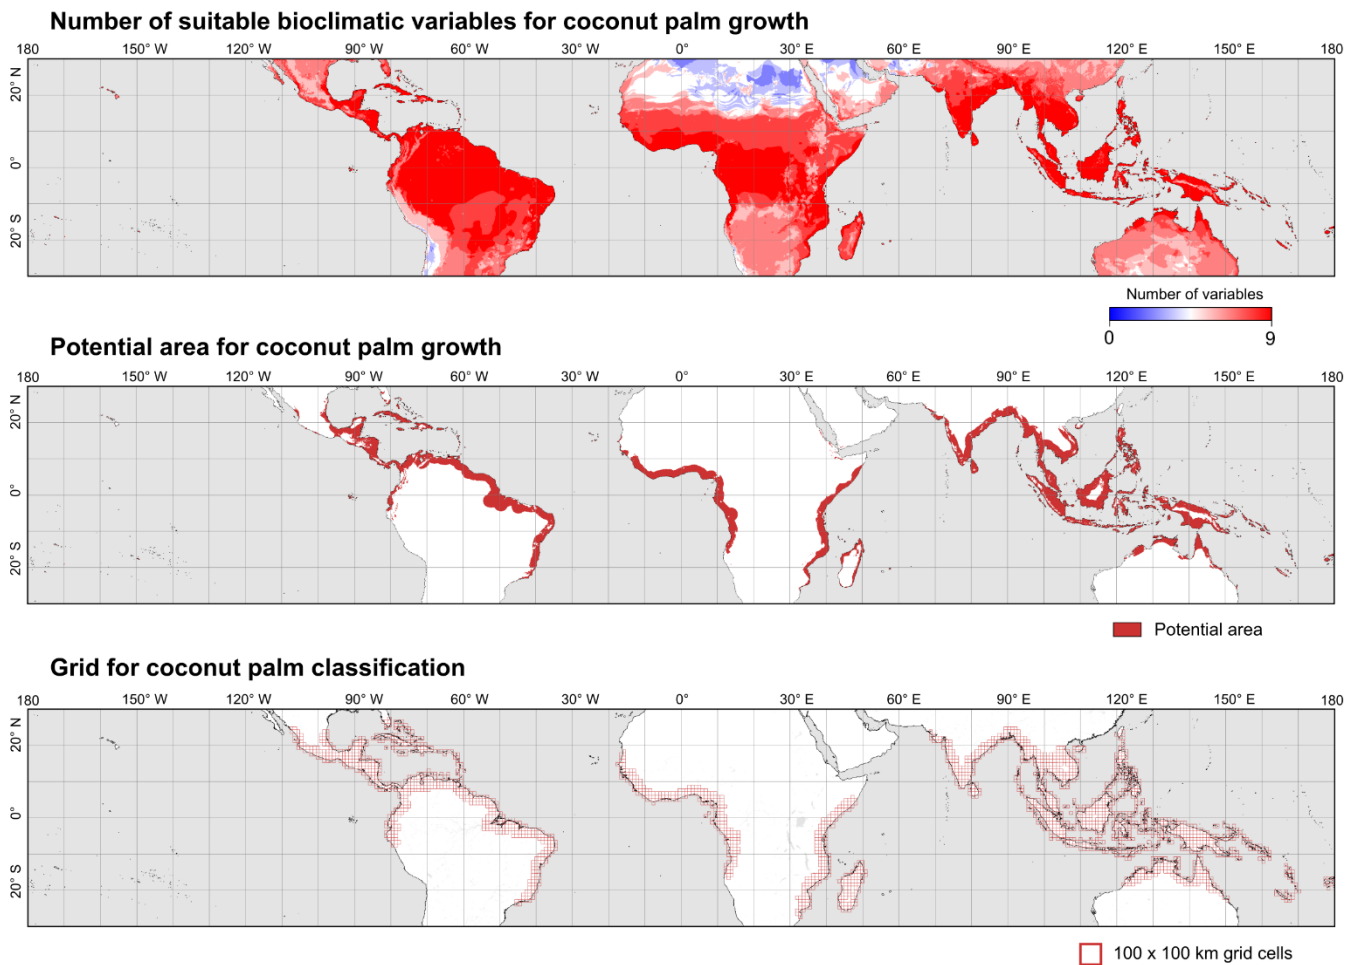 Number of suitable bioclimatic variables for coconut palm growth
180 150° W 120° W 90° W 60° W 30° W 0° 30° E 60° E 90° E 120° E 150° E 180
20° N
0°
20° S
Number of variables
0 9
Potential area for coconut palm growth
180 150° W 120° W 90° W 60° W 30° W 0° 30° E 60° E 90° E 120° E 150° E 180
20° N
0°
20° S
Potential area
Grid for coconut palm classification
180 150° W 120° W 90° W 60° W 30° W 0° 30° E 60° E 90° E 120° E 150° E 180
20° N
0°
20° S
100 x 100 km grid cells